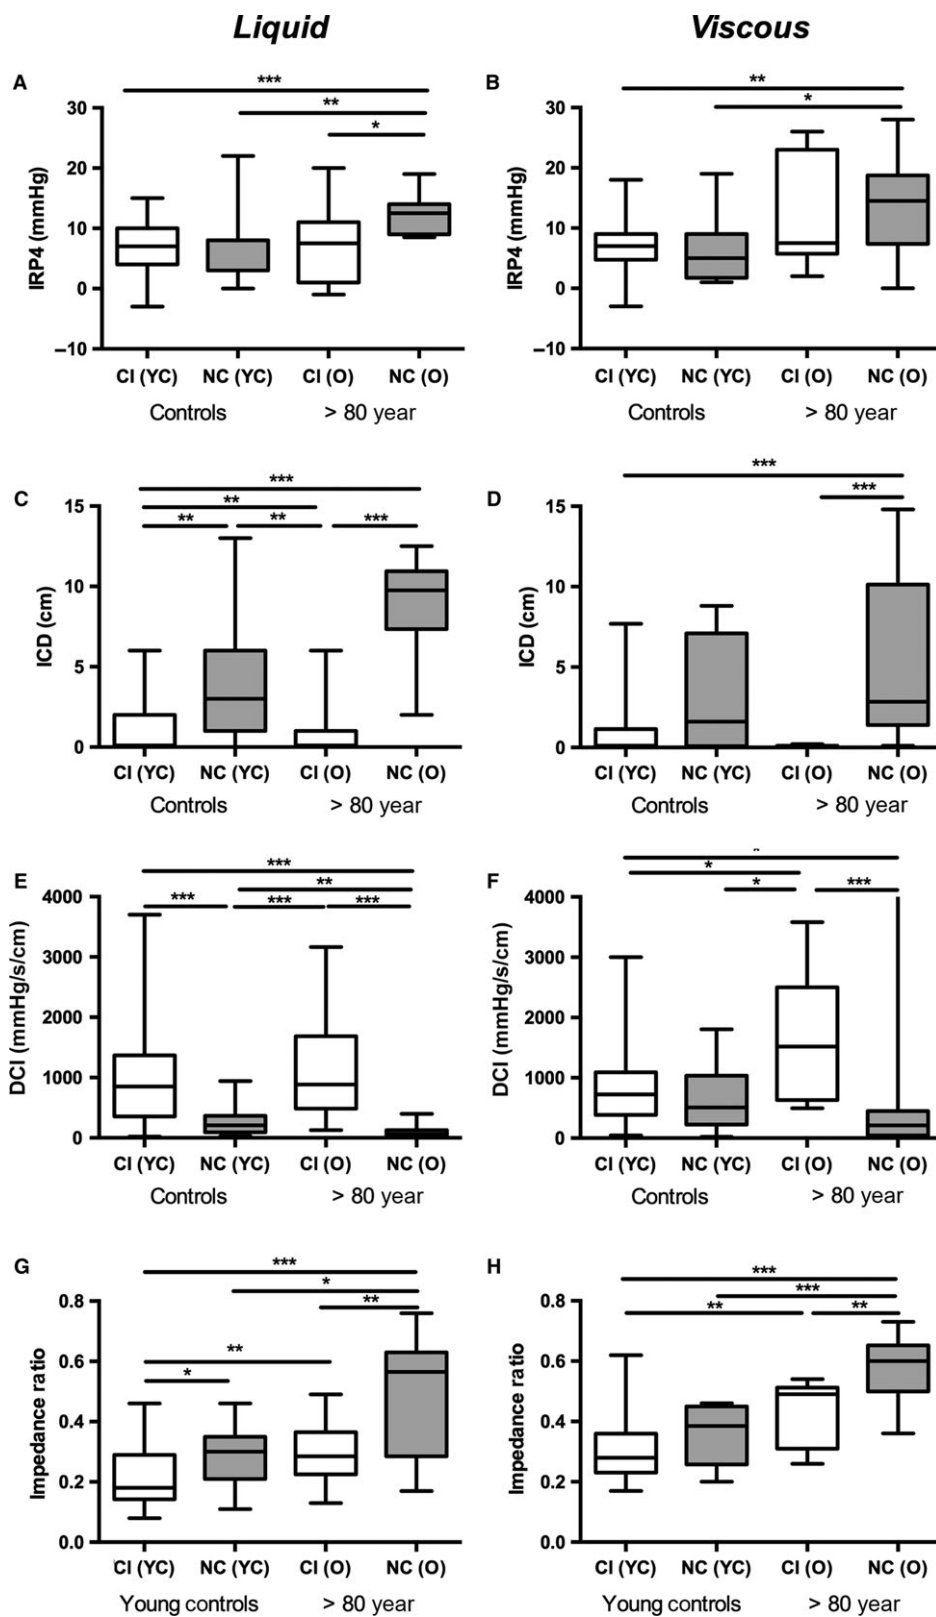 Liquid
Viscous
A
***
**
*
30
20
10
0
–10
IRP4 (mmHg)
CI (YC) NC (YC) CI (O) NC (O)
Controls > 80 year
B
**
*
30
20
10
0
–10
IRP4 (mmHg)
CI (YC) NC (YC) CI (O) NC (O)
Controls > 80 year
C
***
**
** ** ***
15
10
5
0
ICD (cm)
CI (YC) NC (YC) CI (O) NC (O)
Controls > 80 year
D
***
***
15
10
5
0
ICD (cm)
CI (YC) NC (YC) CI (O) NC (O)
Controls > 80 year
E
***
**
*** *** ***
4000
3000
2000
1000
0
DCI (mmHg/s/cm)
CI (YC) NC (YC) CI (O) NC (O)
Controls > 80 year
F
*
*
* ***
4000
3000
2000
1000
0
DCI (mmHg/s/cm)
CI (YC) NC (YC) CI (O) NC (O)
Controls > 80 year
G
***
*
**
**
*
0.8
0.6
0.4
0.2
0.0
Impedance ratio
CI (YC) NC (YC) CI (O) NC (O)
Young controls > 80 year
H
***
***
** **
0.8
0.6
0.4
0.2
0.0
Impedance ratio
CI (YC) NC (YC) CI (O) NC (O)
Young controls > 80 year